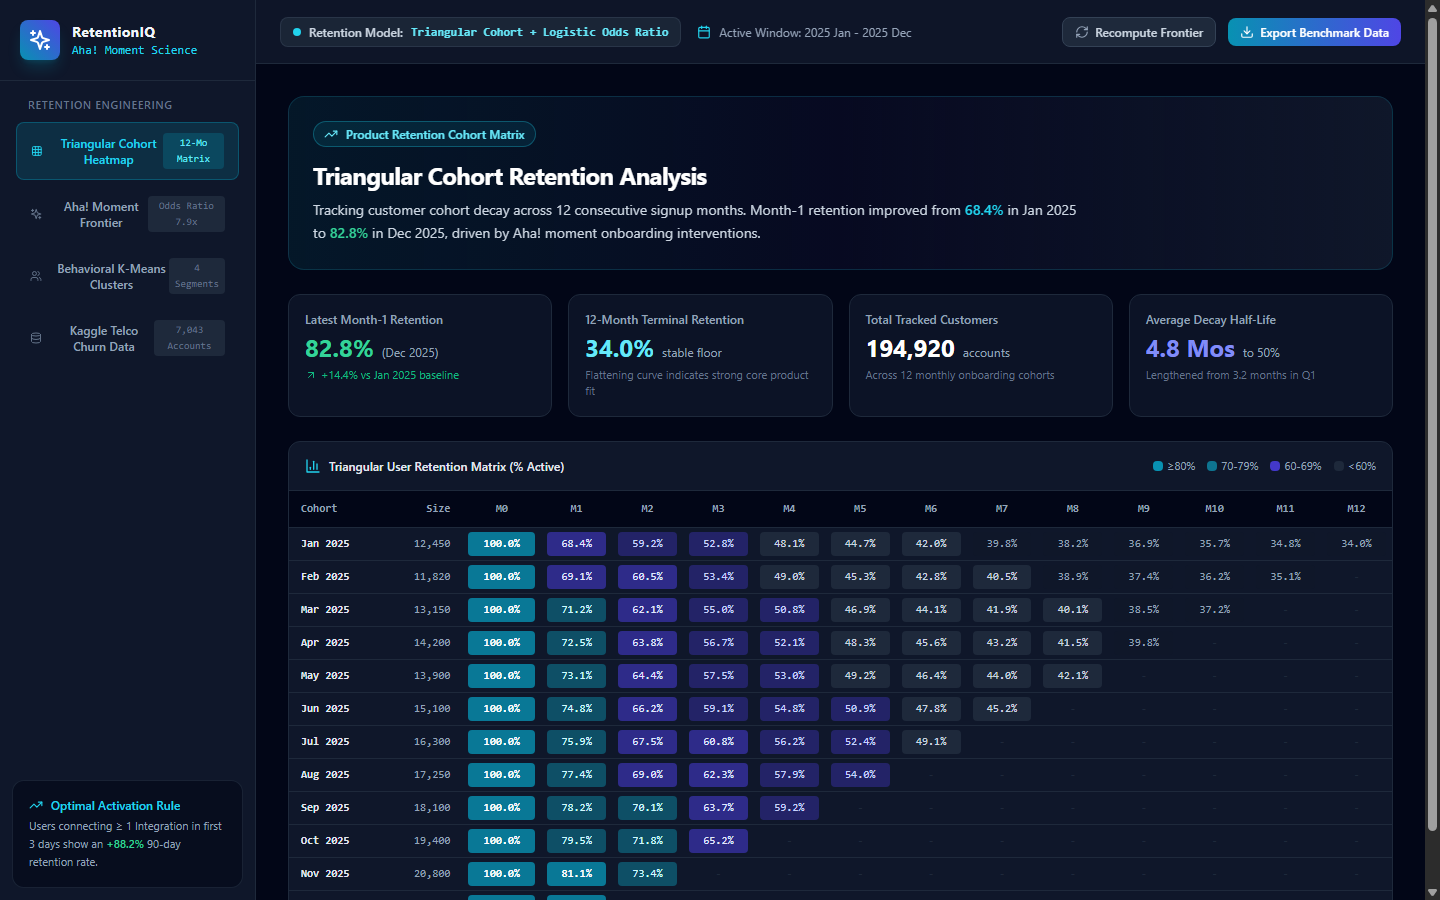 RetentionIQ
Aha! Moment Science
RETENTION ENGINEERING
Triangular Cohort Heatmap
12-Mo Matrix
Aha! Moment Frontier
Odds Ratio 7.9x
Behavioral K-Means Clusters
4 Segments
Kaggle Telco Churn Data
7,043 Accounts
Optimal Activation Rule
Users connecting ≥ 1 Integration in first
3 days show an +88.2% 90-day
retention rate.
Retention Model: Triangular Cohort + Logistic Odds Ratio
Active Window: 2025 Jan - 2025 Dec
Recompute Frontier
Export Benchmark Data
Product Retention Cohort Matrix
Triangular Cohort Retention Analysis
Tracking customer cohort decay across 12 consecutive signup months. Month-1 retention improved from 68.4% in Jan 2025
to 82.8% in Dec 2025, driven by Aha! moment onboarding interventions.
Latest Month-1 Retention
82.8% (Dec 2025)
+14.4% vs Jan 2025 baseline
12-Month Terminal Retention
34.0% stable floor
Flattening curve indicates strong core product
fit
Total Tracked Customers
194,920 accounts
Across 12 monthly onboarding cohorts
Average Decay Half-Life
4.8 Mos to 50%
Lengthened from 3.2 months in Q1
Triangular User Retention Matrix (% Active)
≥80% 70-79% 60-69% <60%
Cohort Size M0 M1 M2 M3 M4 M5 M6 M7 M8 M9 M10 M11 M12
Jan 2025 12,450 100.0% 68.4% 59.2% 52.8% 48.1% 44.7% 42.0% 39.8% 38.2% 36.9% 35.7% 34.8% 34.0%
Feb 2025 11,820 100.0% 69.1% 60.5% 53.4% 49.0% 45.3% 42.8% 40.5% 38.9% 37.4% 36.2% 35.1% -
Mar 2025 13,150 100.0% 71.2% 62.1% 55.0% 50.8% 46.9% 44.1% 41.9% 40.1% 38.5% 37.2% - -
Apr 2025 14,200 100.0% 72.5% 63.8% 56.7% 52.1% 48.3% 45.6% 43.2% 41.5% 39.8% - - -
May 2025 13,900 100.0% 73.1% 64.4% 57.5% 53.0% 49.2% 46.4% 44.0% 42.1% - - - -
Jun 2025 15,100 100.0% 74.8% 66.2% 59.1% 54.8% 50.9% 47.8% 45.2% - - - - -
Jul 2025 16,300 100.0% 75.9% 67.5% 60.8% 56.2% 52.4% 49.1% - - - - - -
Aug 2025 17,250 100.0% 77.4% 69.0% 62.3% 57.9% 54.0% - - - - - - -
Sep 2025 18,100 100.0% 78.2% 70.1% 63.7% 59.2% - - - - - - - -
Oct 2025 19,400 100.0% 79.5% 71.8% 65.2% - - - - - - - - -
Nov 2025 20,800 100.0% 81.1% 73.4% - - - - - - - - - -